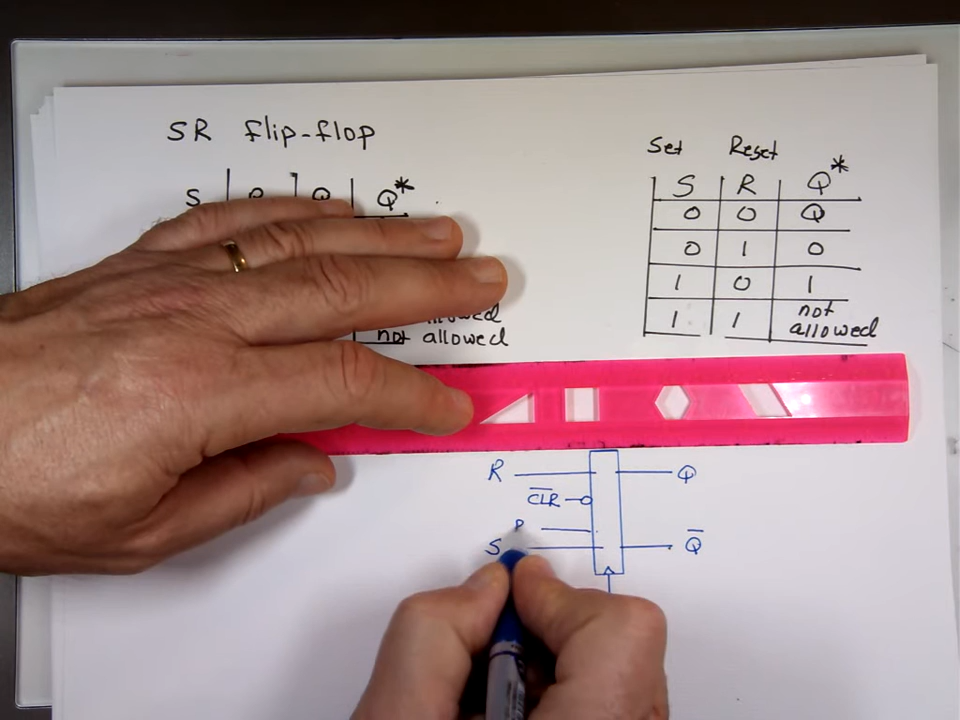 SR flip-flop
S Q Q*
not allowed
Set Reset
S R Q*
0 0 Q
0 1 0
1 0 1
1 1 not allowed
R Q
C̅L̅R̅
P
S Q̅